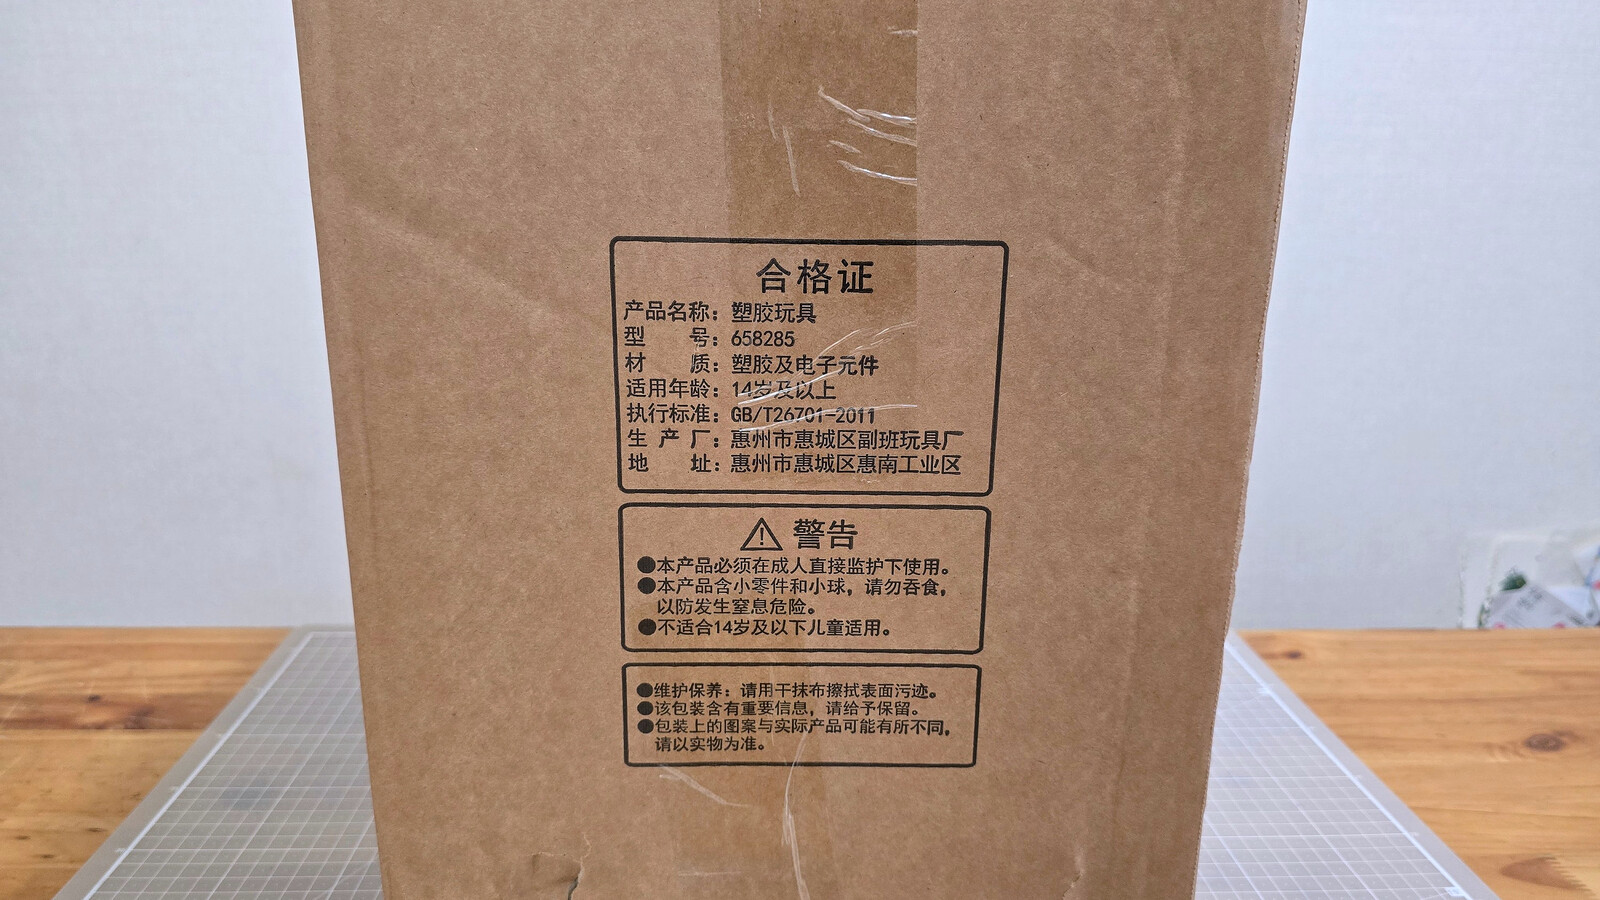 合格证
产品名称：塑胶玩具
型 号：658285
材 质：塑胶及电子元件
适用年龄：14岁及以上
执行标准：GB/T26701-2011
生 产 厂：惠州市惠城区副班玩具厂
地 址：惠州市惠城区惠南工业区
警告
●本产品必须在成人直接监护下使用。
●本产品含小零件和小球，请勿吞食，
以防发生窒息危险。
●不适合14岁及以下儿童适用。
●维护保养：请用干抹布擦拭表面污迹。
●该包装含有重要信息，请给予保留。
●包装上的图案与实际产品可能有所不同，
请以实物为准。